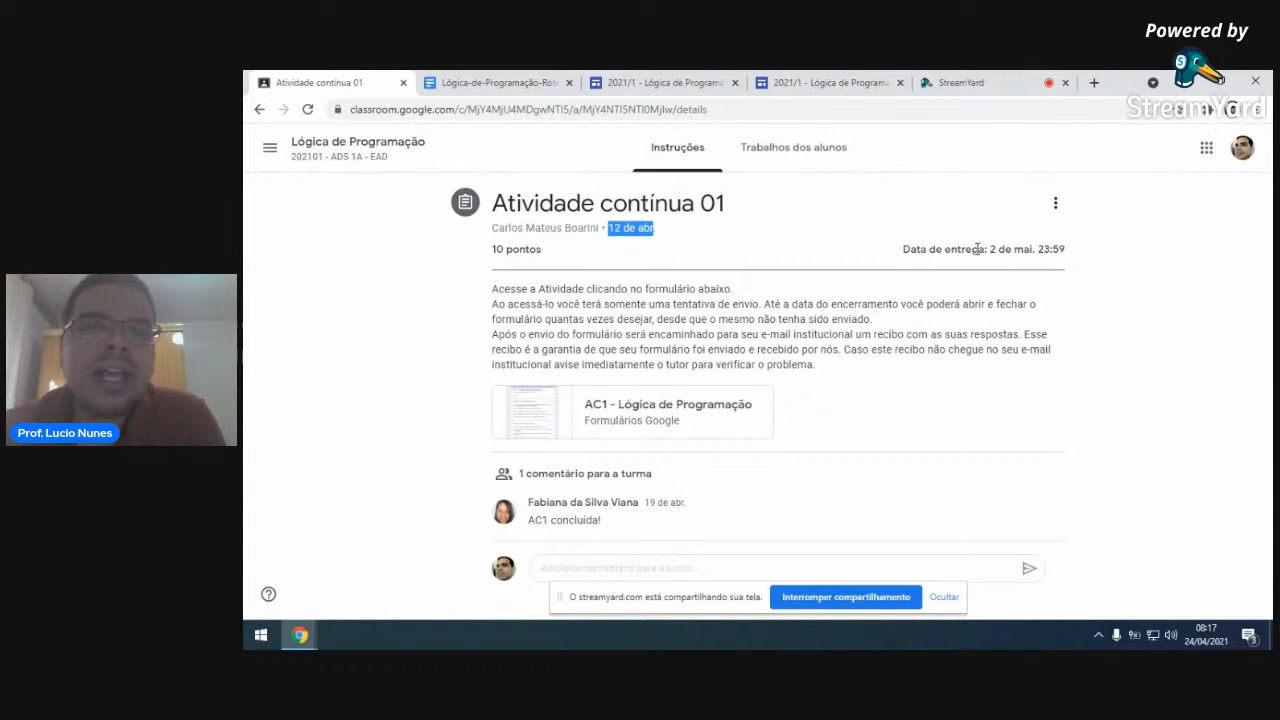 Powered by
StreamYard
Atividade contínua 01
Lógica-de-Programação-Rote
2021/1 - Lógica de Programa
2021/1 - Lógica de Programa
StreamYard
classroom.google.com/c/MjY4MjU4MDgwNTI5/a/MjY4NTI5NTI0MjIw/details
Lógica de Programação
202101 - ADS 1A - EAD
Instruções
Trabalhos dos alunos
Atividade contínua 01
Carlos Mateus Boarini • 12 de abr
10 pontos
Data de entrega: 2 de mai. 23:59
Acesse a Atividade clicando no formulário abaixo.
Ao acessá-lo você terá somente uma tentativa de envio. Até a data do encerramento você poderá abrir e fechar o
formulário quantas vezes desejar, desde que o mesmo não tenha sido enviado.
Após o envio do formulário será encaminhado para seu e-mail institucional um recibo com as suas respostas. Esse
recibo é a garantia de que seu formulário foi enviado e recebido por nós. Caso este recibo não chegue no seu e-mail
institucional avise imediatamente o tutor para verificar o problema.
AC1 - Lógica de Programação
Formulários Google
Prof. Lucio Nunes
1 comentário para a turma
Fabiana da Silva Viana 19 de abr.
AC1 concluída!
O streamyard.com está compartilhando sua tela.
Interromper compartilhamento
Ocultar
08:17
24/04/2021
3